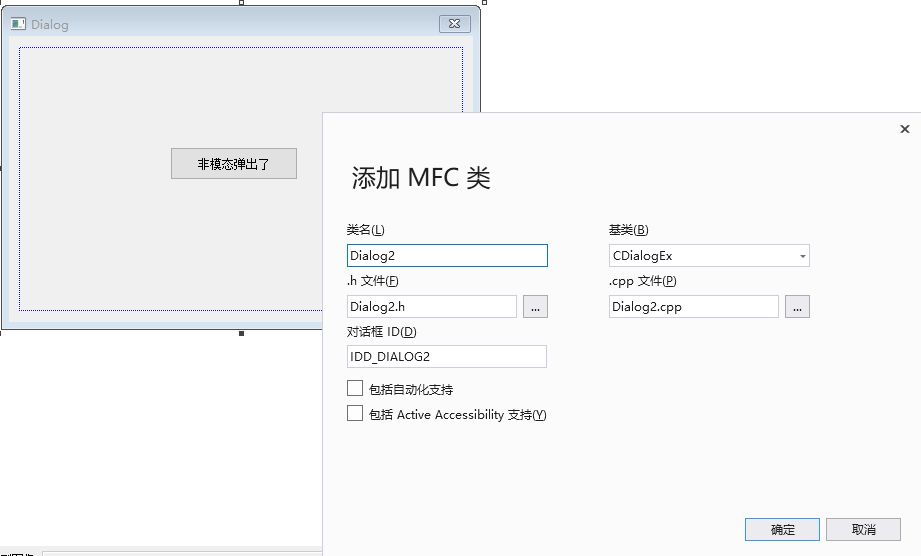 Dialog
非模态弹出了
添加 MFC 类
类名(L)
基类(B)
Dialog2
CDialogEx
.h 文件(F)
.cpp 文件(P)
Dialog2.h
...
Dialog2.cpp
...
对话框 ID(D)
IDD_DIALOG2
包括自动化支持
包括 Active Accessibility 支持(Y)
确定
取消